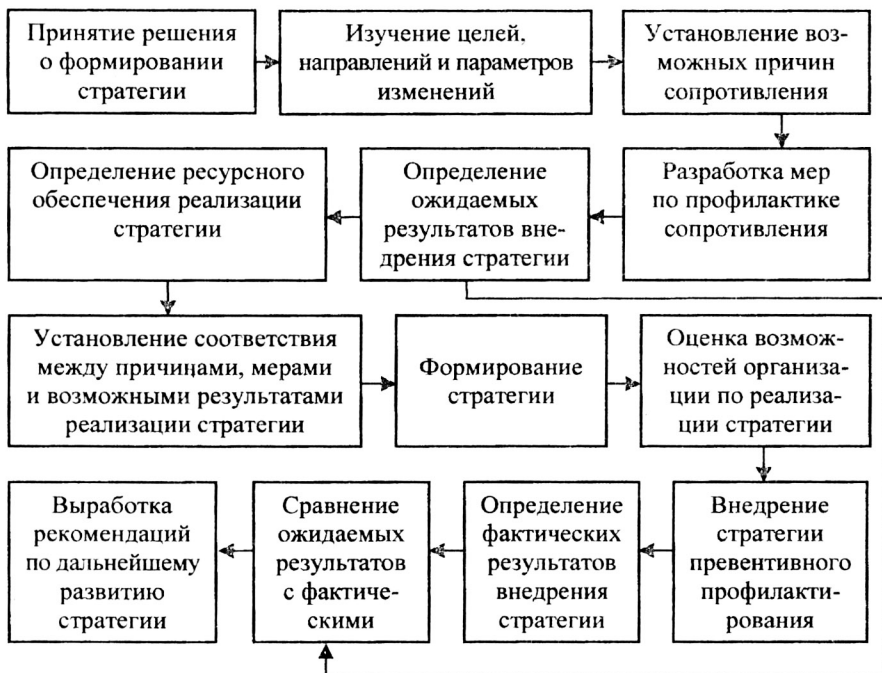 Принятие решения
о формировании
стратегии
Изучение целей,
направлений и параметров
изменений
Установление воз-
можных причин
сопротивления
Разработка мер
по профилактике
сопротивления
Определение
ожидаемых
результатов вне-
дрения стратегии
Определение ресурсного
обеспечения реализации
стратегии
Установление соответствия
между причинами, мерами
и возможными результатами
реализации стратегии
Формирование
стратегии
Оценка возмож-
ностей организа-
ции по реализа-
ции стратегии
Внедрение
стратегии
превентивного
профилакти-
рования
Определение
фактических
результатов
внедрения
стратегии
Сравнение
ожидаемых
результатов
с фактиче-
скими
Выработка
рекомендаций
по дальнейшему
развитию
стратегии